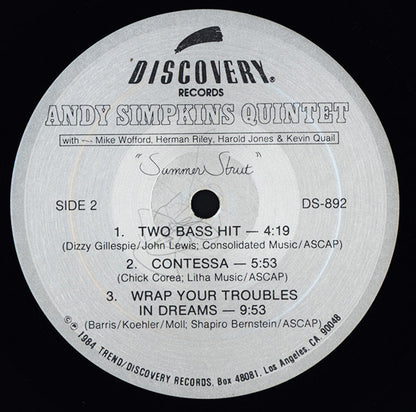 DISCOVERY®
RECORDS
ANDY SIMPKINS QUINTET
with — Mike Wofford, Herman Riley, Harold Jones & Kevin Quail
"Summer Strut"
SIDE 2
DS-892
1. TWO BASS HIT — 4:19
(Dizzy Gillespie/John Lewis; Consolidated Music/ASCAP)
2. CONTESSA — 5:53
(Chick Corea; Litha Music/ASCAP)
3. WRAP YOUR TROUBLES
IN DREAMS — 9:53
(Barris/Koehler/Moll; Shapiro Bernstein/ASCAP)
©℗ 1984, TREND/DISCOVERY RECORDS, Box 48081, Los Angeles, CA. 90048